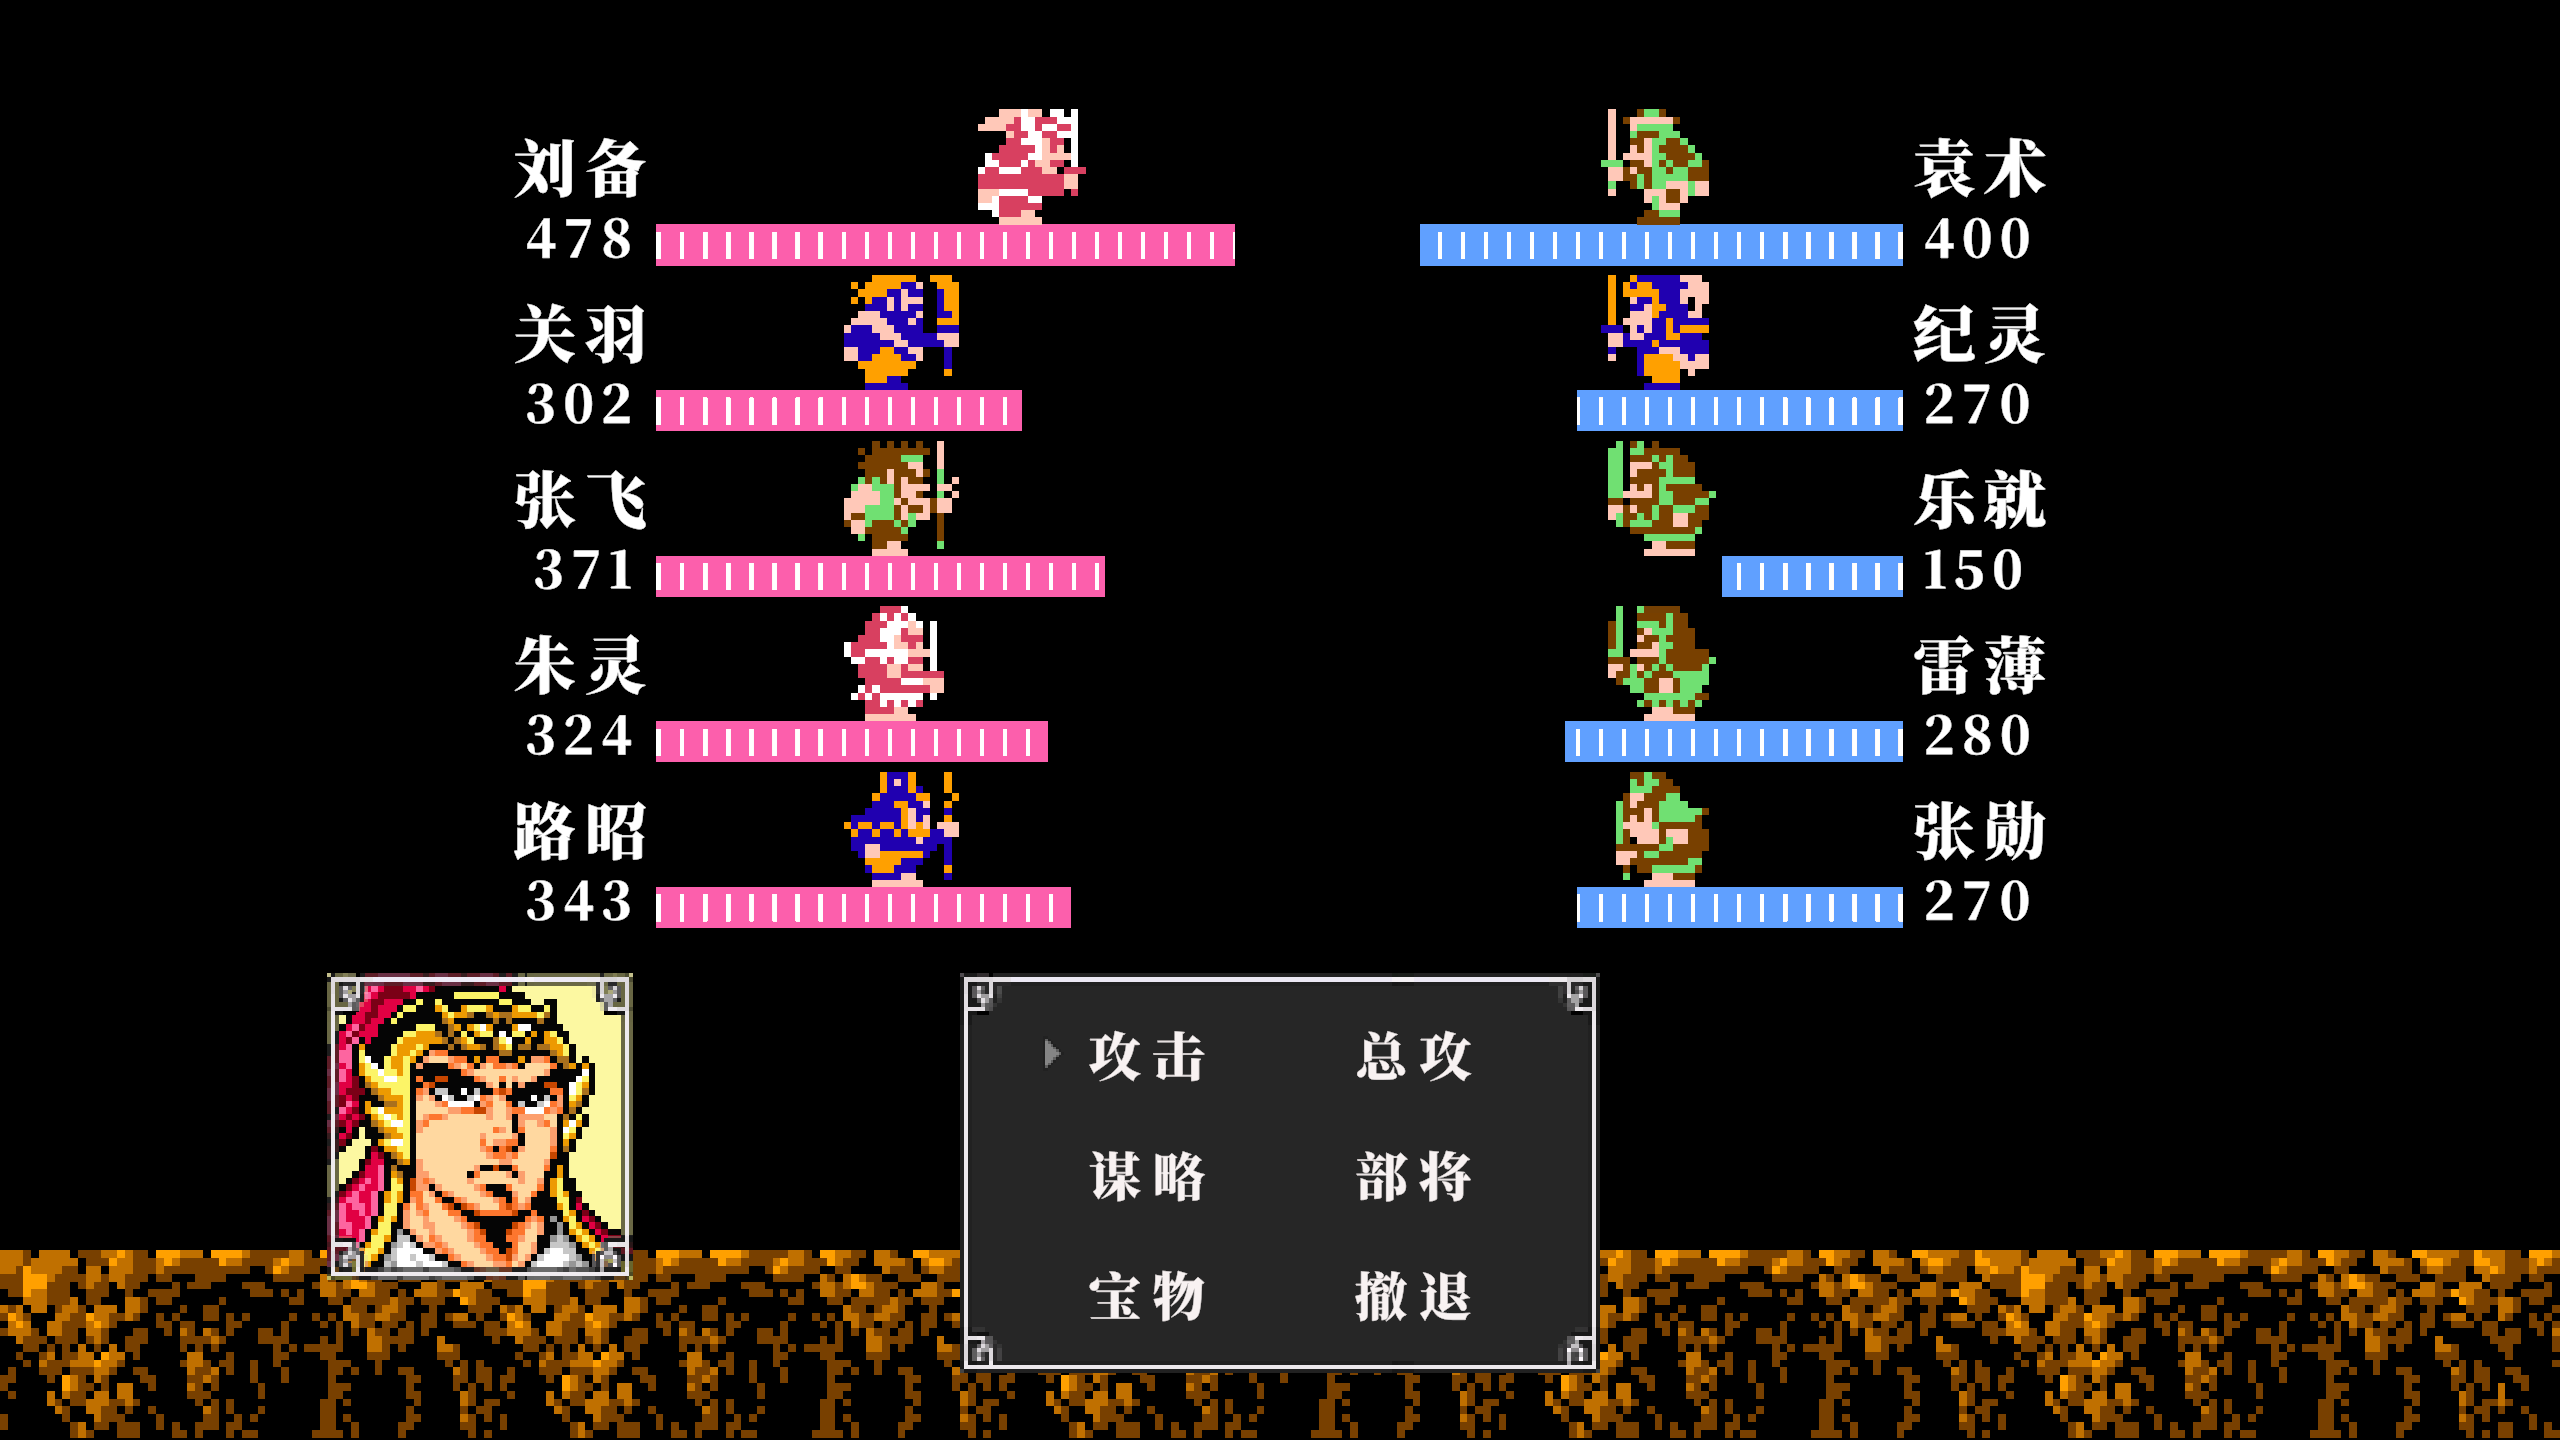 刘备 袁术
478 400
关羽 纪灵
302 270
张飞 乐就
371 150
朱灵 雷薄
324 280
路昭 张勋
343 270
攻击 总攻
谋略 部将
宝物 撤退